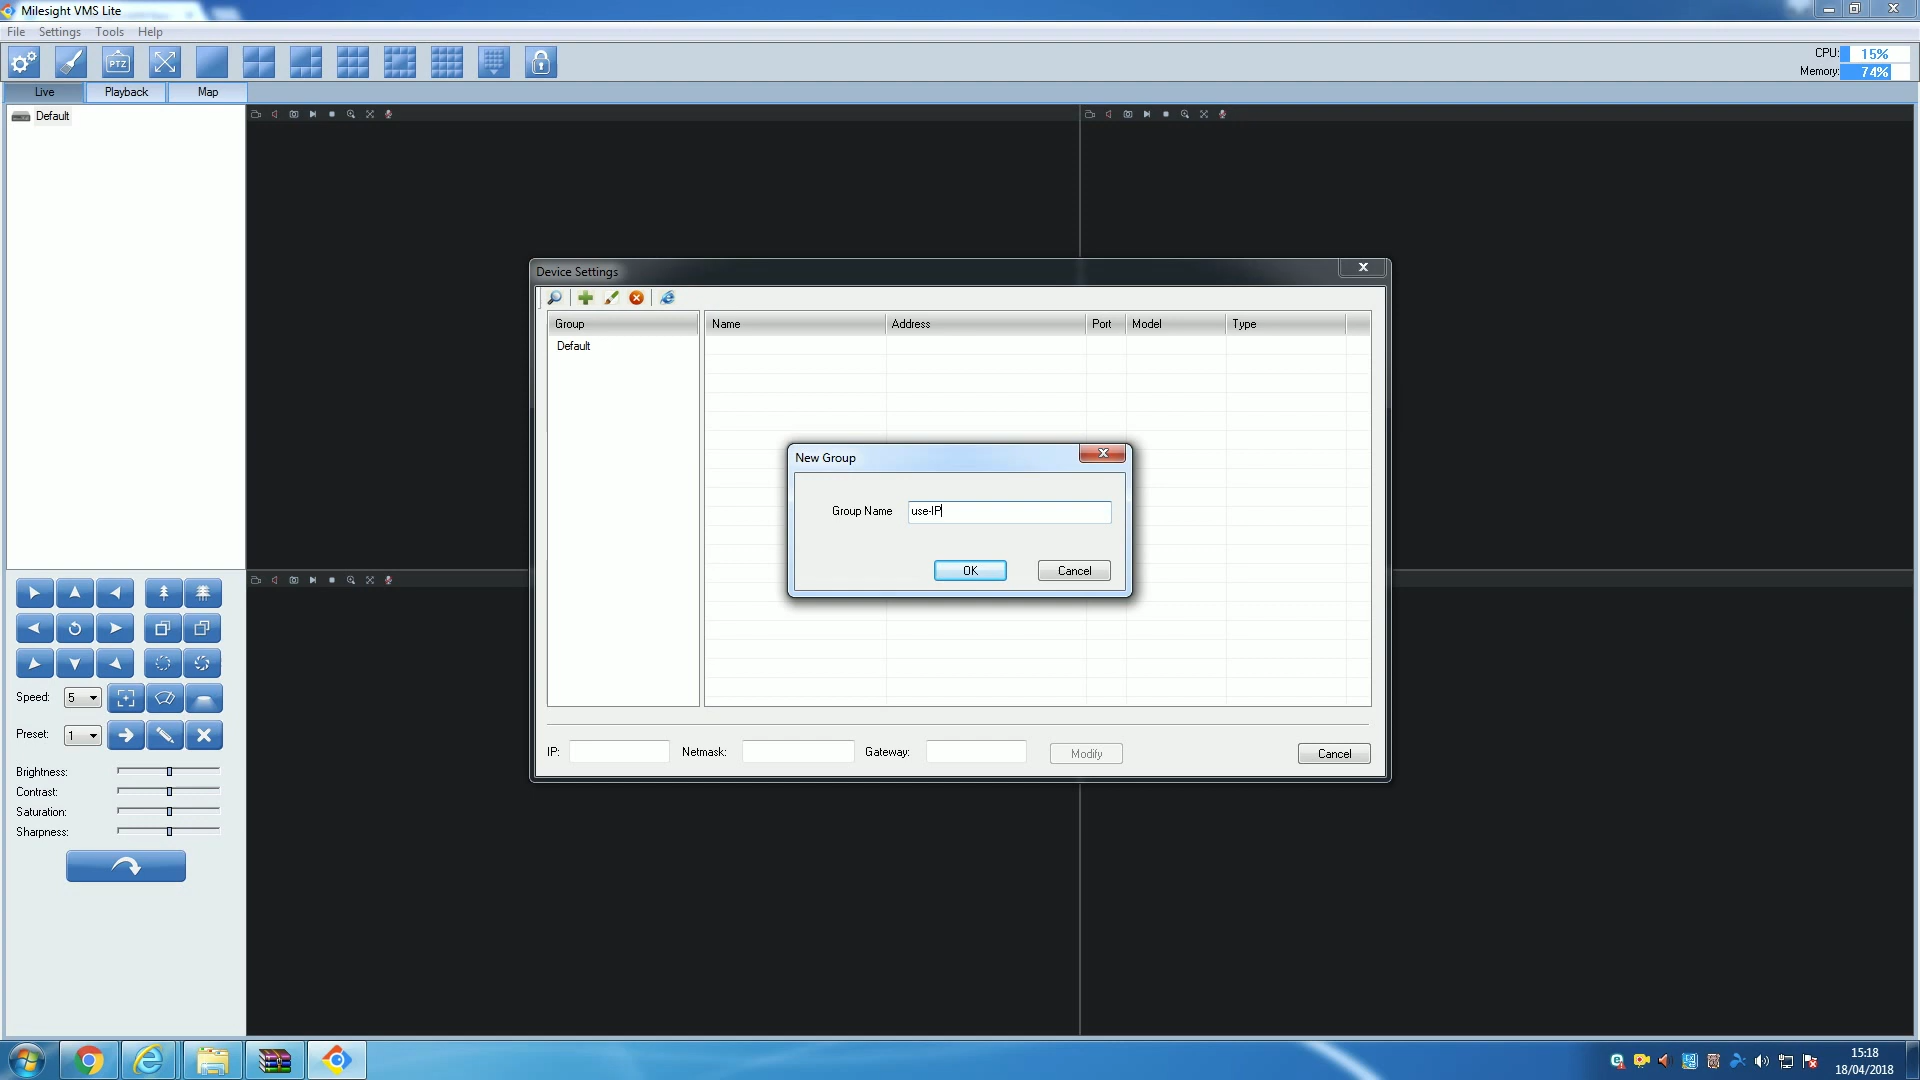 Milesight VMS Lite
File Settings Tools Help
PTZ
CPU: 15%
Memory: 74%
Live Playback Map
Default
Device Settings
Group Name Address Port Model Type
Default
New Group
Group Name use-IP
OK Cancel
IP: Netmask: Gateway: Modify Cancel
Speed: 5
Preset: 1
Brightness:
Contrast:
Saturation:
Sharpness:
15:18
18/04/2018